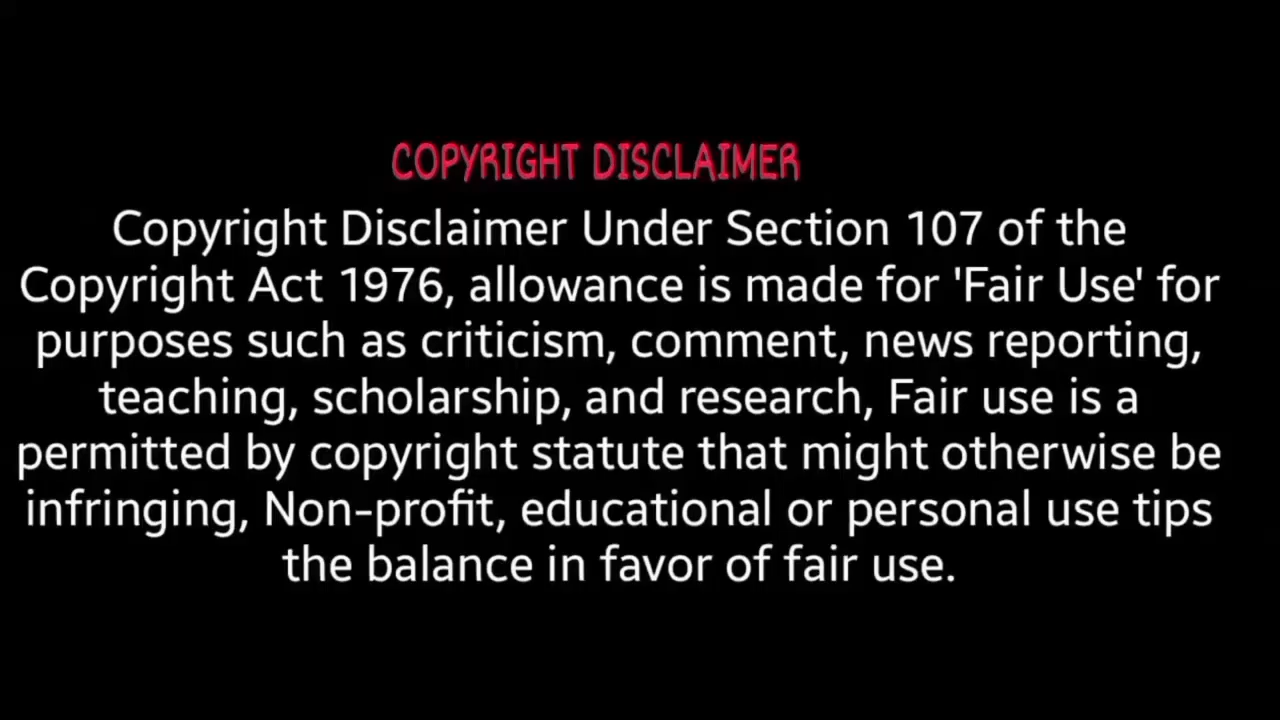 COPYRIGHT DISCLAIMER
Copyright Disclaimer Under Section 107 of the
Copyright Act 1976, allowance is made for 'Fair Use' for
purposes such as criticism, comment, news reporting,
teaching, scholarship, and research, Fair use is a
permitted by copyright statute that might otherwise be
infringing, Non-profit, educational or personal use tips
the balance in favor of fair use.